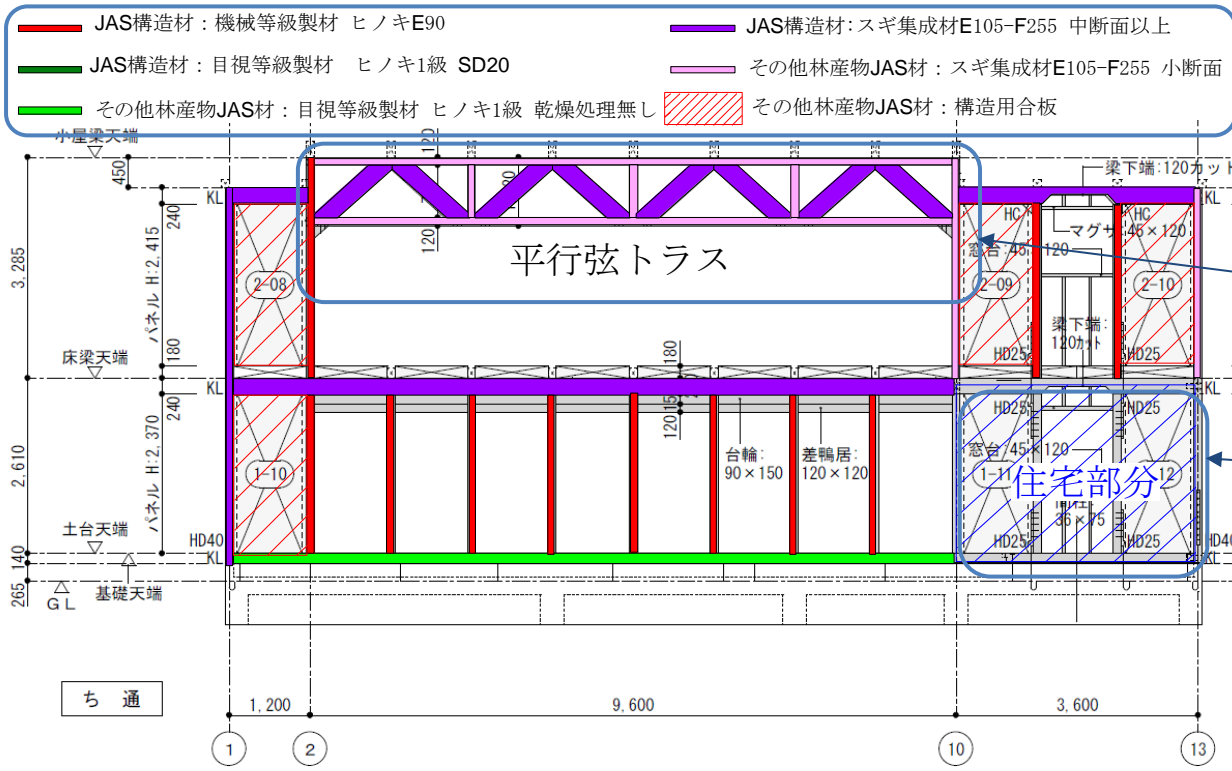 JAS構造材：機械等級製材 ヒノキE90
JAS構造材：スギ集成材E105-F255 中断面以上
JAS構造材：目視等級製材 ヒノキ1級 SD20
その他林産物JAS材：スギ集成材E105-F255 小断面
その他林産物JAS材：目視等級製材 ヒノキ1級 乾燥処理無し
その他林産物JAS材：構造用合板
小屋梁天端
450
120
梁下端:120カット
KL
KL
240
HC
HC
マグサ:45×120
120
窓台:45×120
平行弦トラス
3,285
パネル H:2,415
2-08
2-09
2-10
梁下端:
120カット
180
180
HD25
HD25
床梁天端
KL
KL
240
15
120
HD25
HD25
台輪:
90×150
差鴨居:
120×120
窓台:45×120
2,610
パネル H:2,370
1-10
1-11
12
住宅部分
間柱:
36×75
土台天端
HD40
HD25
HD25
HD40
KL
KL
140
265
GL
基礎天端
ち 通
1,200
9,600
3,600
1
2
10
13